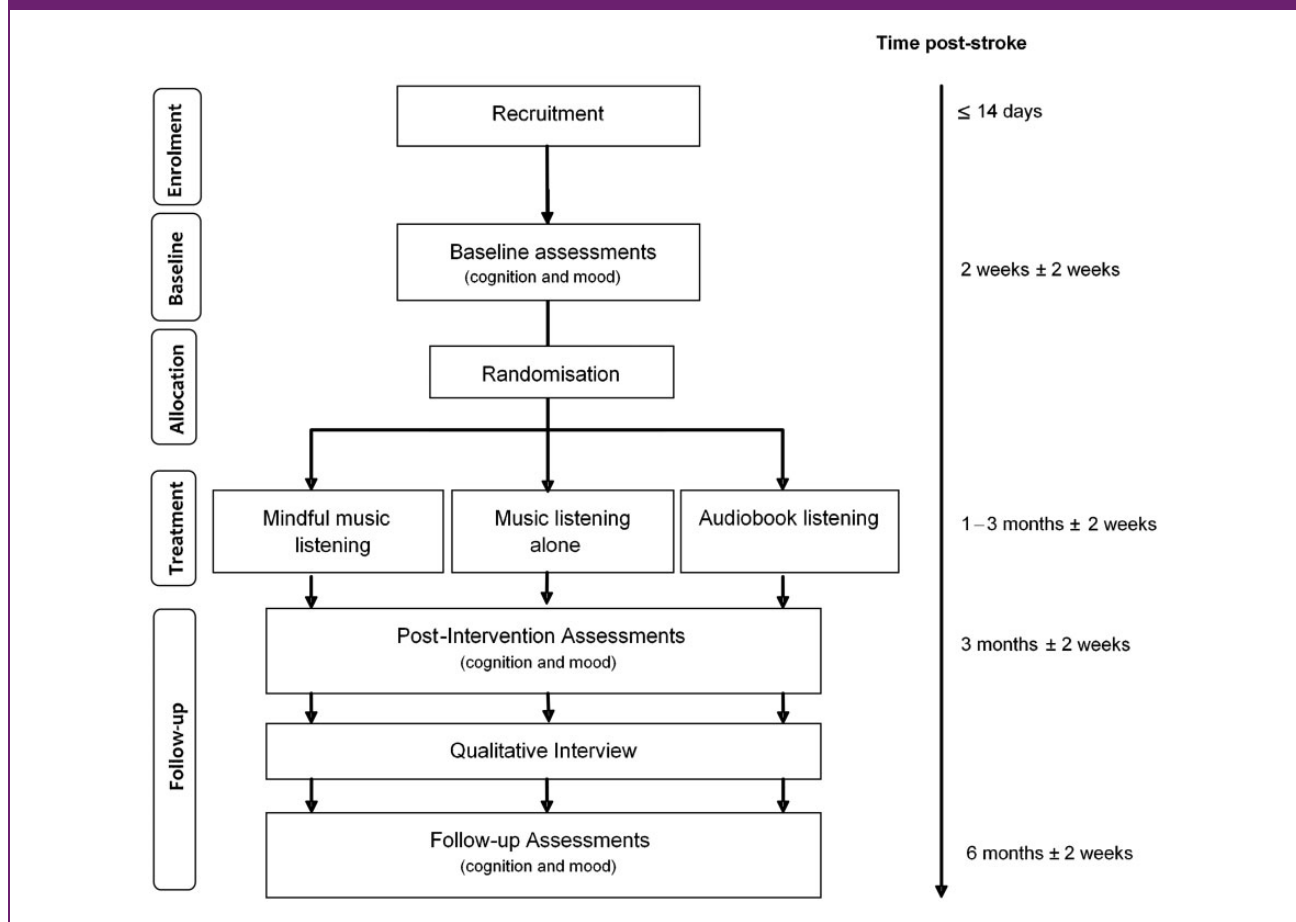 Time post-stroke
Enrolment
Recruitment
≤ 14 days
Baseline
Baseline assessments
(cognition and mood)
2 weeks ± 2 weeks
Allocation
Randomisation
Treatment
Mindful music
listening
Music listening
alone
Audiobook listening
1–3 months ± 2 weeks
Follow-up
Post-Intervention Assessments
(cognition and mood)
3 months ± 2 weeks
Qualitative Interview
Follow-up Assessments
(cognition and mood)
6 months ± 2 weeks